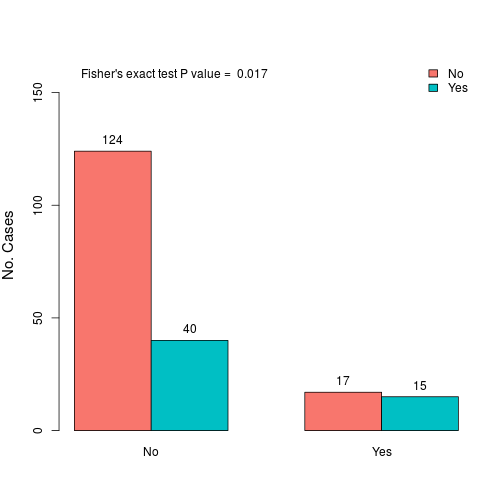 Fisher's exact test P value =  0.017
No
Yes
No. Cases
150
100
50
0
124
40
17
15
No
Yes